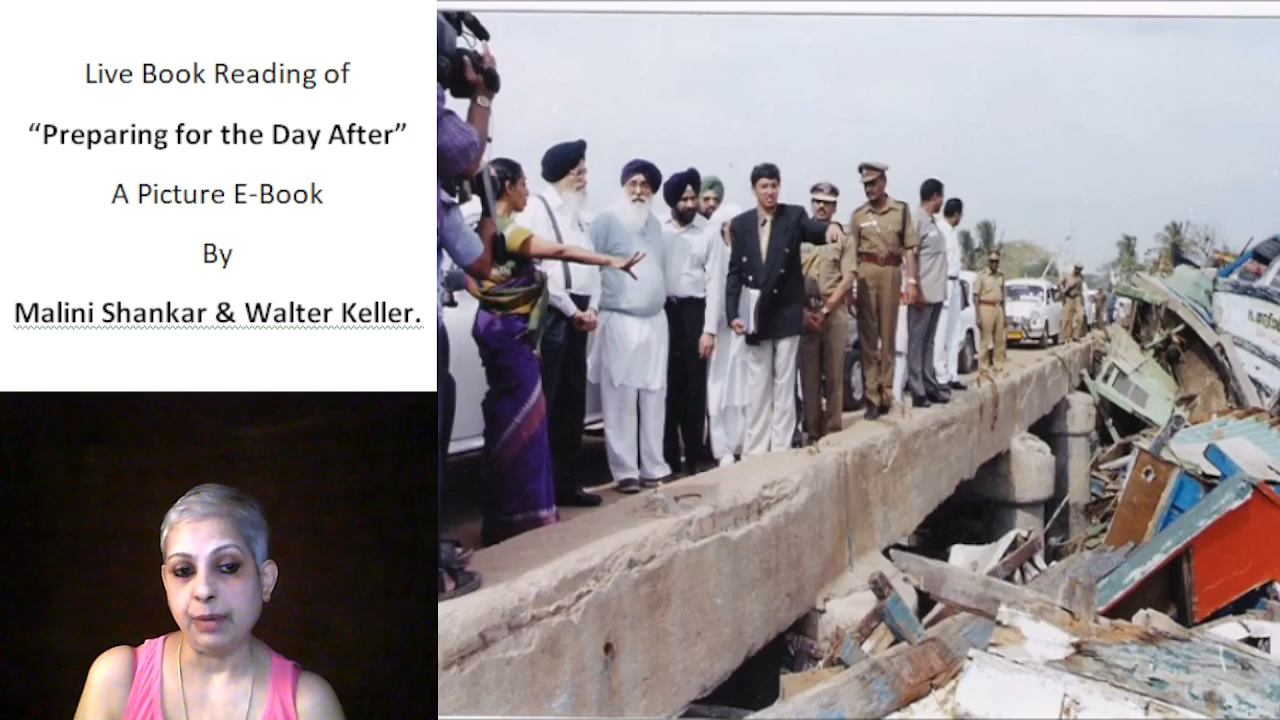 Live Book Reading of
“Preparing for the Day After”
A Picture E-Book
By
Malini Shankar & Walter Keller.